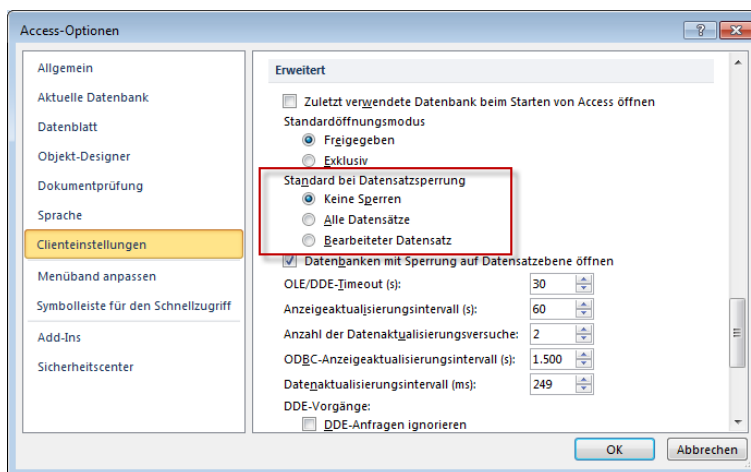 Access-Optionen
Allgemein
Aktuelle Datenbank
Datenblatt
Objekt-Designer
Dokumentprüfung
Sprache
Clienteinstellungen
Menüband anpassen
Symbolleiste für den Schnellzugriff
Add-Ins
Sicherheitscenter
Erweitert
Zuletzt verwendete Datenbank beim Starten von Access öffnen
Standardöffnungsmodus
Freigegeben
Exklusiv
Standard bei Datensatzsperrung
Keine Sperren
Alle Datensätze
Bearbeiteter Datensatz
Datenbanken mit Sperrung auf Datensatzebene öffnen
OLE/DDE-Timeout (s): 30
Anzeigeaktualisierungsintervall (s): 60
Anzahl der Datenaktualisierungsversuche: 2
ODBC-Anzeigeaktualisierungsintervall (s): 1.500
Datenaktualisierungsintervall (ms): 249
DDE-Vorgänge:
DDE-Anfragen ignorieren
OK
Abbrechen